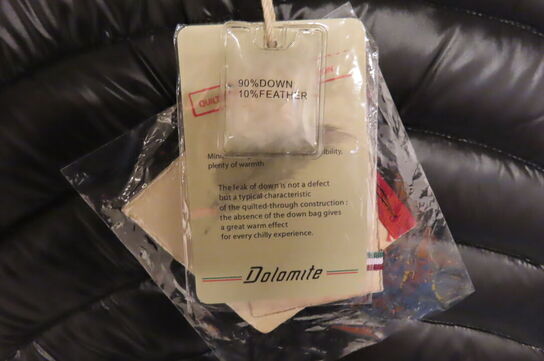 90%DOWN
10%FEATHER
QUILT
plenty of warmth
The leak of down is not a defect
but a typical characteristic
of the quilted-through construction :
the absence of the down bag gives
a great warm effect
for every chilly experience.
Dolomite